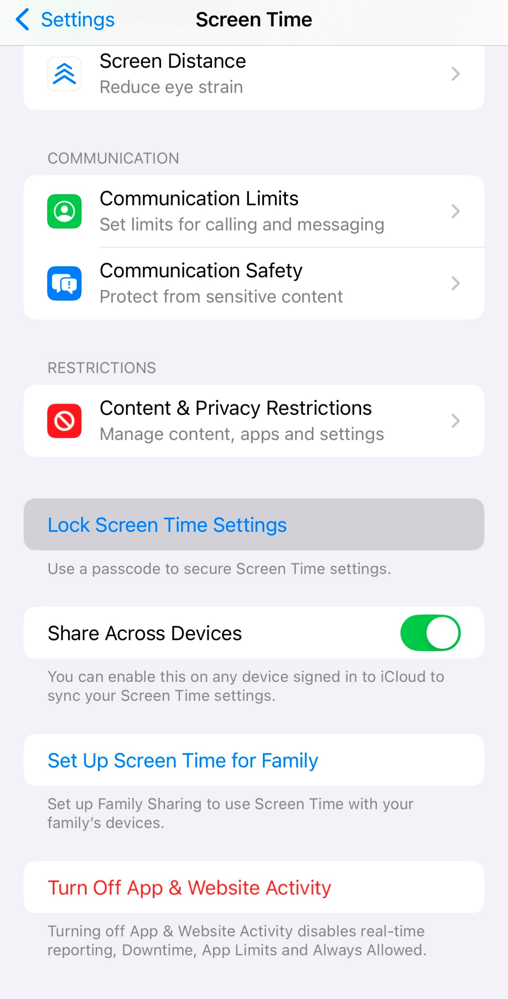 Settings
Screen Time
Screen Distance
Reduce eye strain
COMMUNICATION
Communication Limits
Set limits for calling and messaging
Communication Safety
Protect from sensitive content
RESTRICTIONS
Content & Privacy Restrictions
Manage content, apps and settings
Lock Screen Time Settings
Use a passcode to secure Screen Time settings.
Share Across Devices
You can enable this on any device signed in to iCloud to
sync your Screen Time settings.
Set Up Screen Time for Family
Set up Family Sharing to use Screen Time with your
family’s devices.
Turn Off App & Website Activity
Turning off App & Website Activity disables real-time
reporting, Downtime, App Limits and Always Allowed.